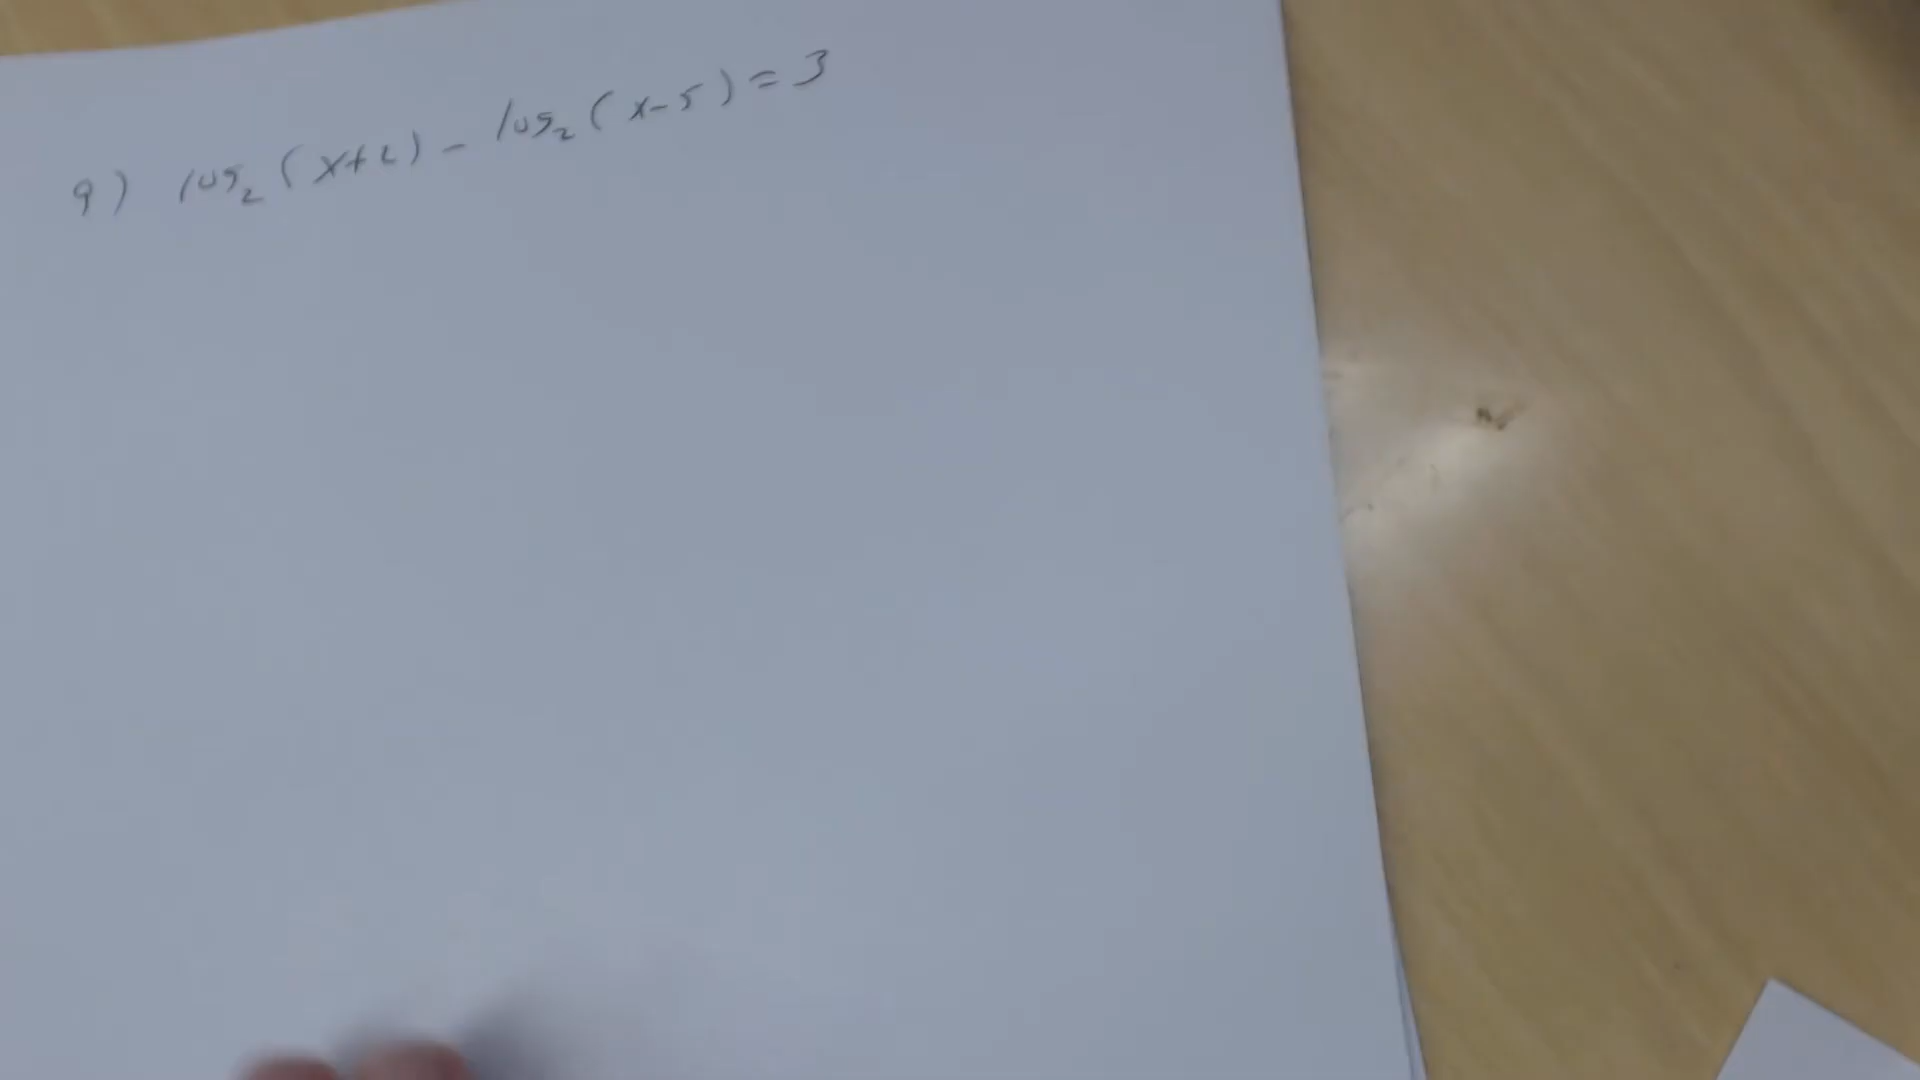 9) log₂(x+2) - log₂(x-5) = 3